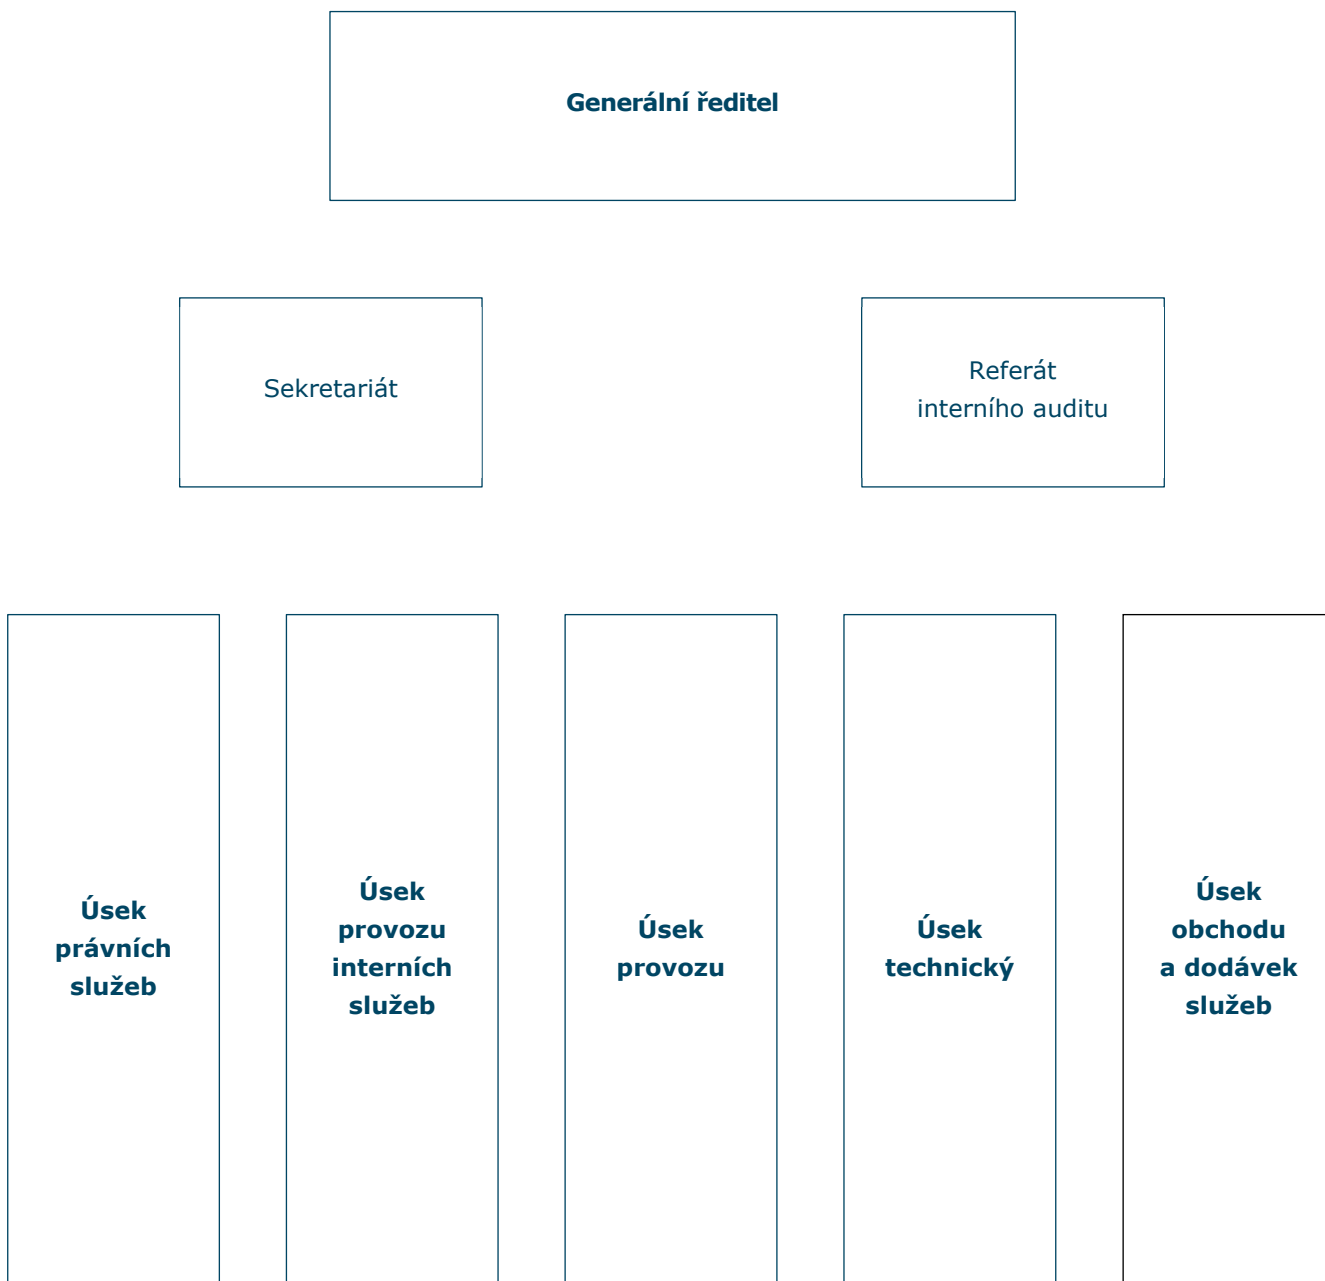 Generální ředitel
Sekretariát
Referát
interního auditu
Úsek
právních
služeb
Úsek
provozu
interních
služeb
Úsek
provozu
Úsek
technický
Úsek
obchodu
a dodávek
služeb